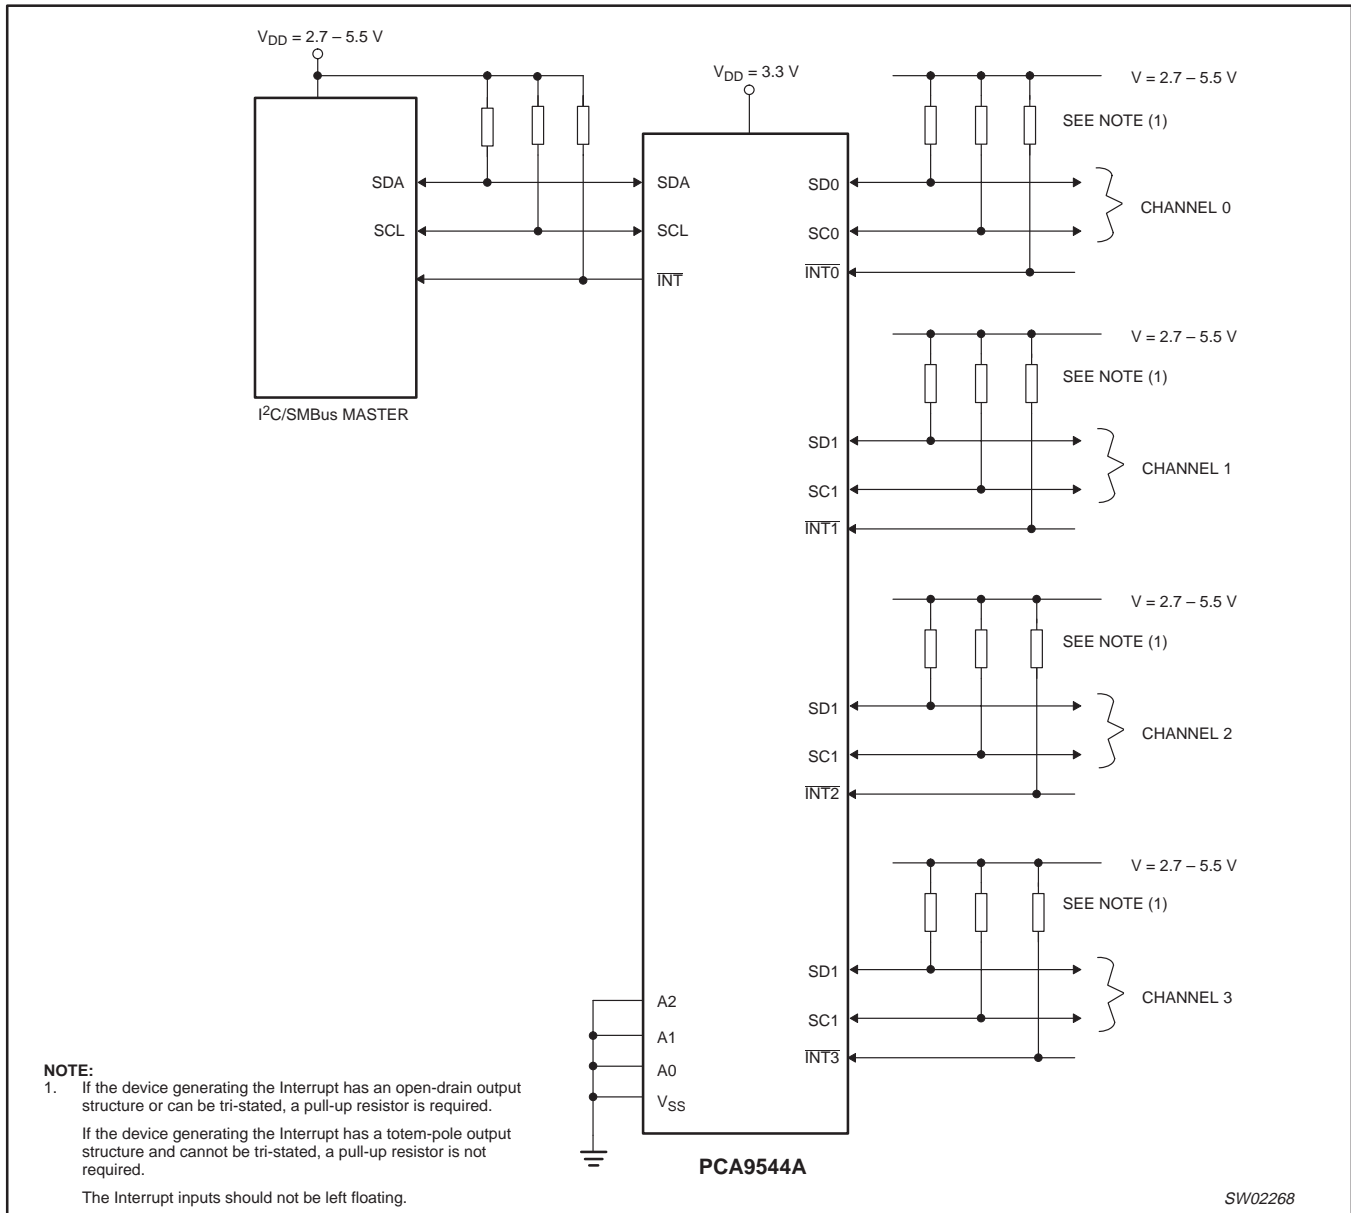 VDD = 2.7 – 5.5 V
VDD = 3.3 V
V = 2.7 – 5.5 V
SEE NOTE (1)
SDA
SDA
SD0
CHANNEL 0
SCL
SCL
SC0
INT
INT0
I2C/SMBus MASTER
V = 2.7 – 5.5 V
SEE NOTE (1)
SD1
CHANNEL 1
SC1
INT1
V = 2.7 – 5.5 V
SEE NOTE (1)
SD1
CHANNEL 2
SC1
INT2
V = 2.7 – 5.5 V
SEE NOTE (1)
SD1
CHANNEL 3
SC1
INT3
A2
A1
A0
VSS
PCA9544A
NOTE:
1. If the device generating the Interrupt has an open-drain output
structure or can be tri-stated, a pull-up resistor is required.
If the device generating the Interrupt has a totem-pole output
structure and cannot be tri-stated, a pull-up resistor is not
required.
The Interrupt inputs should not be left floating.
SW02268